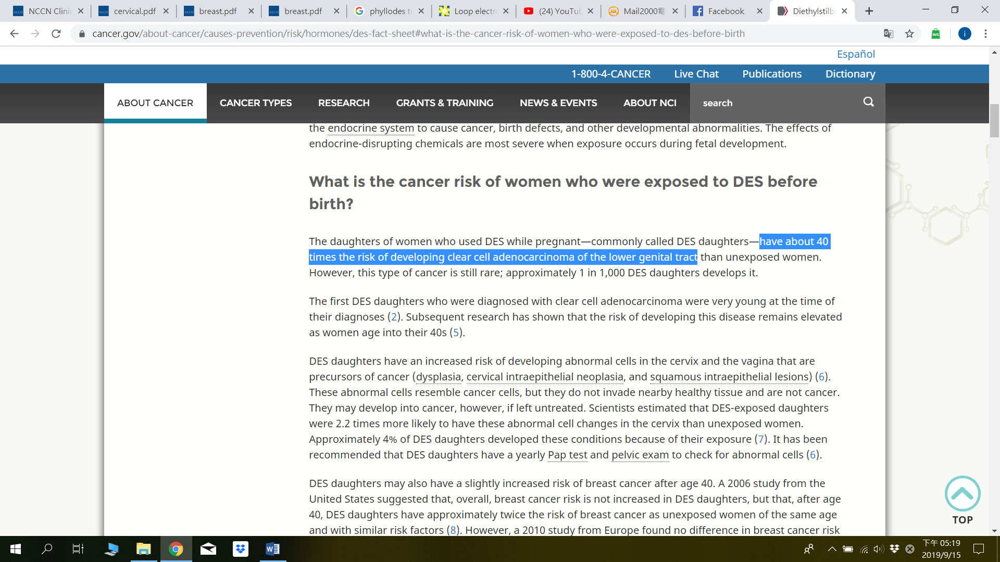 NCCN Clinic
cervical.pdf
breast.pdf
breast.pdf
phyllodes tu
Loop electro
(24) YouTub
Mail2000電
Facebook
Diethylstilb
cancer.gov/about-cancer/causes-prevention/risk/hormones/des-fact-sheet#what-is-the-cancer-risk-of-women-who-were-exposed-to-des-before-birth
AVG
i
Español
1-800-4-CANCER Live Chat Publications Dictionary
ABOUT CANCER CANCER TYPES RESEARCH GRANTS & TRAINING NEWS & EVENTS ABOUT NCI search
the endocrine system to cause cancer, birth defects, and other developmental abnormalities. The effects of
endocrine-disrupting chemicals are most severe when exposure occurs during fetal development.
What is the cancer risk of women who were exposed to DES before
birth?
The daughters of women who used DES while pregnant—commonly called DES daughters—have about 40
times the risk of developing clear cell adenocarcinoma of the lower genital tract than unexposed women.
However, this type of cancer is still rare; approximately 1 in 1,000 DES daughters develops it.
The first DES daughters who were diagnosed with clear cell adenocarcinoma were very young at the time of
their diagnoses (2). Subsequent research has shown that the risk of developing this disease remains elevated
as women age into their 40s (5).
DES daughters have an increased risk of developing abnormal cells in the cervix and the vagina that are
precursors of cancer (dysplasia, cervical intraepithelial neoplasia, and squamous intraepithelial lesions) (6).
These abnormal cells resemble cancer cells, but they do not invade nearby healthy tissue and are not cancer.
They may develop into cancer, however, if left untreated. Scientists estimated that DES-exposed daughters
were 2.2 times more likely to have these abnormal cell changes in the cervix than unexposed women.
Approximately 4% of DES daughters developed these conditions because of their exposure (7). It has been
recommended that DES daughters have a yearly Pap test and pelvic exam to check for abnormal cells (6).
DES daughters may also have a slightly increased risk of breast cancer after age 40. A 2006 study from the
United States suggested that, overall, breast cancer risk is not increased in DES daughters, but that, after age
40, DES daughters have approximately twice the risk of breast cancer as unexposed women of the same age
and with similar risk factors (8). However, a 2010 study from Europe found no difference in breast cancer risk
TOP
下午 05:19
2019/9/15